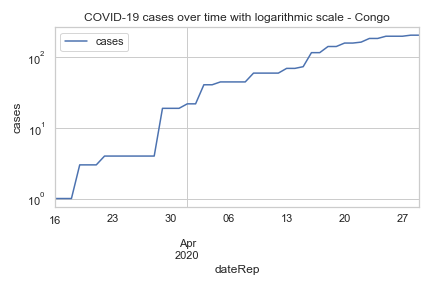 COVID-19 cases over time with logarithmic scale - Congo
cases
10²
10¹
10⁰
cases
16 23 30 06 13 20 27
Apr
2020
dateRep